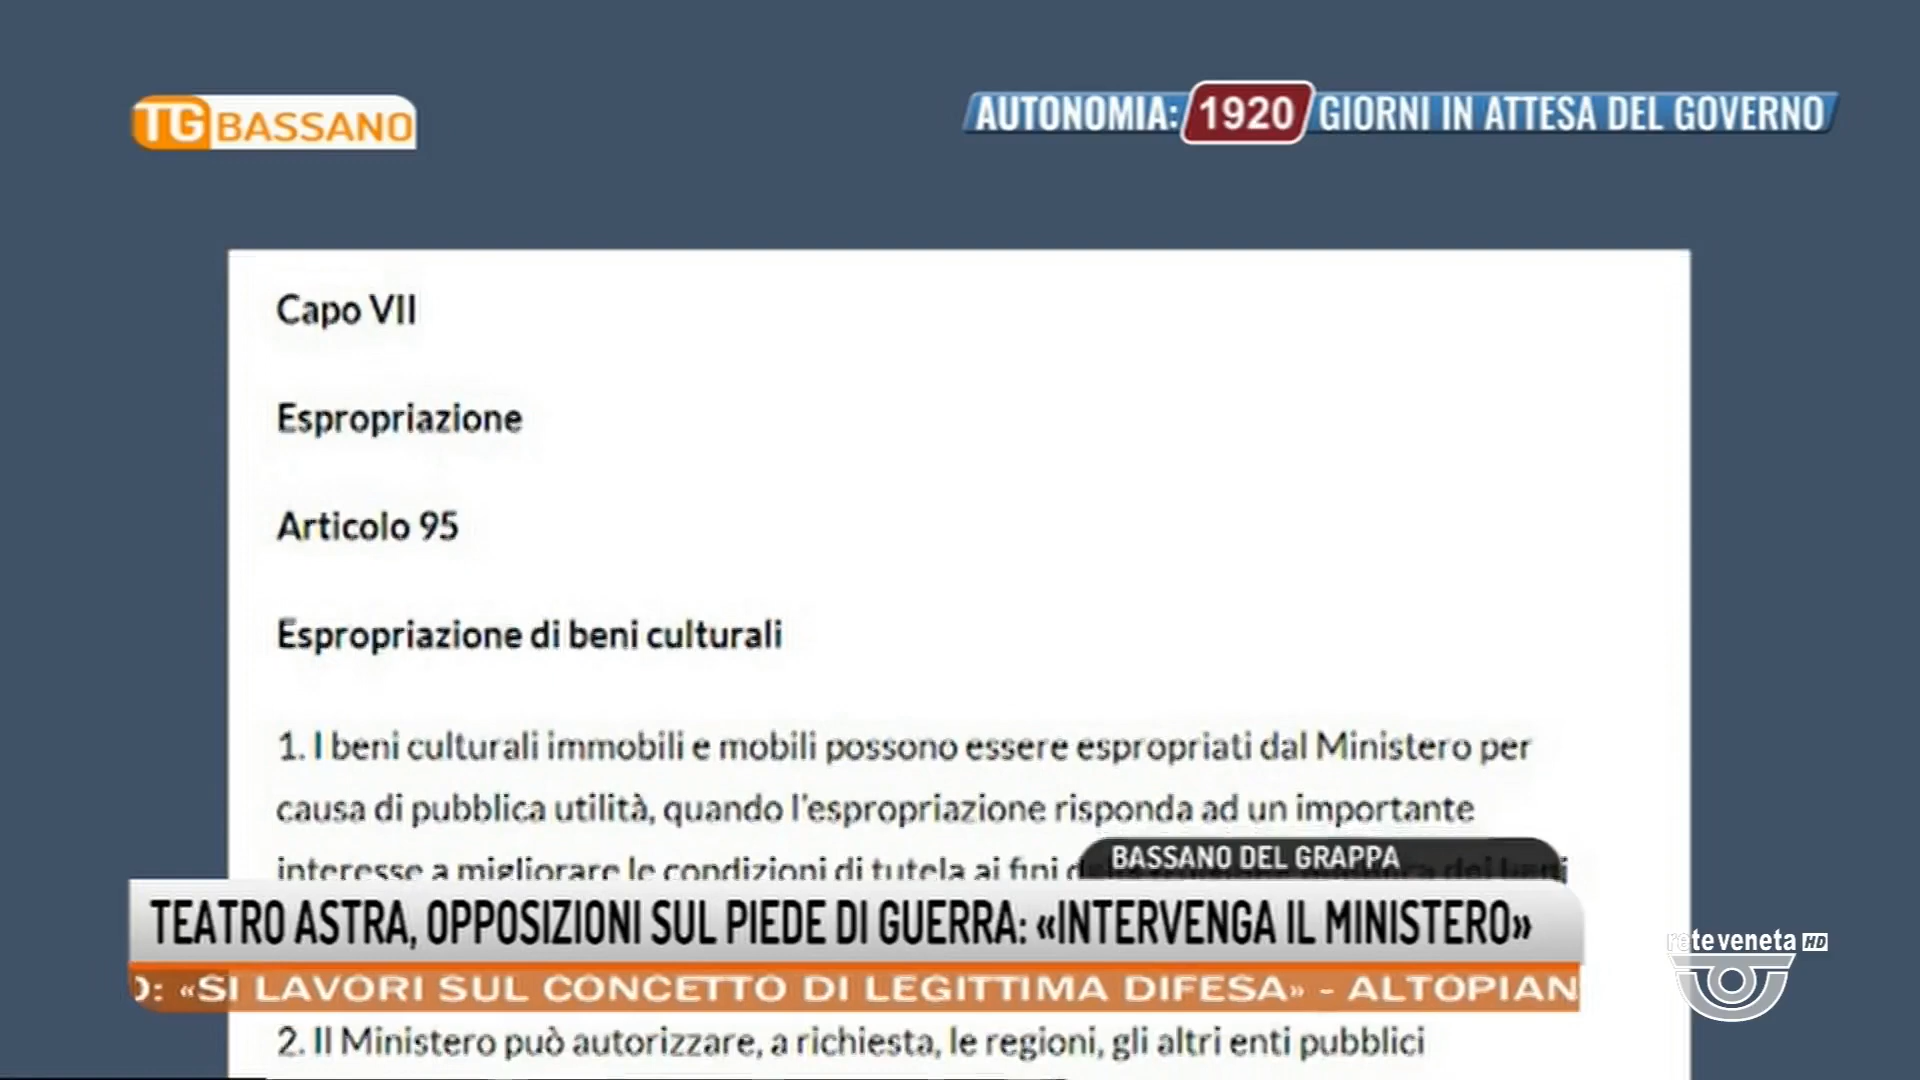 TG BASSANO
AUTONOMIA: 1920 GIORNI IN ATTESA DEL GOVERNO
Capo VII
Espropriazione
Articolo 95
Espropriazione di beni culturali
1. I beni culturali immobili e mobili possono essere espropriati dal Ministero per
causa di pubblica utilità, quando l'espropriazione risponda ad un importante
interesse a migliorare le condizioni di tutela ai fini
BASSANO DEL GRAPPA
TEATRO ASTRA, OPPOSIZIONI SUL PIEDE DI GUERRA: «INTERVENGA IL MINISTERO»
O: «SI LAVORI SUL CONCETTO DI LEGITTIMA DIFESA» - ALTOPIAN
reteveneta HD
2. Il Ministero può autorizzare, a richiesta, le regioni, gli altri enti pubblici